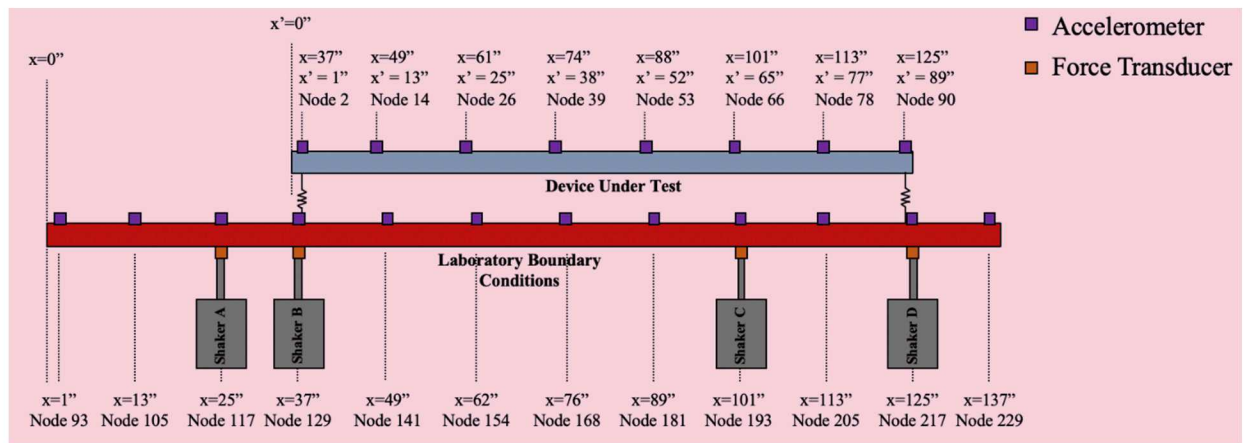 x'=0”
Accelerometer
Force Transducer
x=0”
x=37” x=49” x=61” x=74” x=88” x=101” x=113” x=125”
x' = 1” x' = 13” x' = 25” x' = 38” x' = 52” x' = 65” x' = 77” x' = 89”
Node 2 Node 14 Node 26 Node 39 Node 53 Node 66 Node 78 Node 90
Device Under Test
Laboratory Boundary
Conditions
Shaker A
Shaker B
Shaker C
Shaker D
x=1” x=13” x=25” x=37” x=49” x=62” x=76” x=89” x=101” x=113” x=125” x=137”
Node 93 Node 105 Node 117 Node 129 Node 141 Node 154 Node 168 Node 181 Node 193 Node 205 Node 217 Node 229